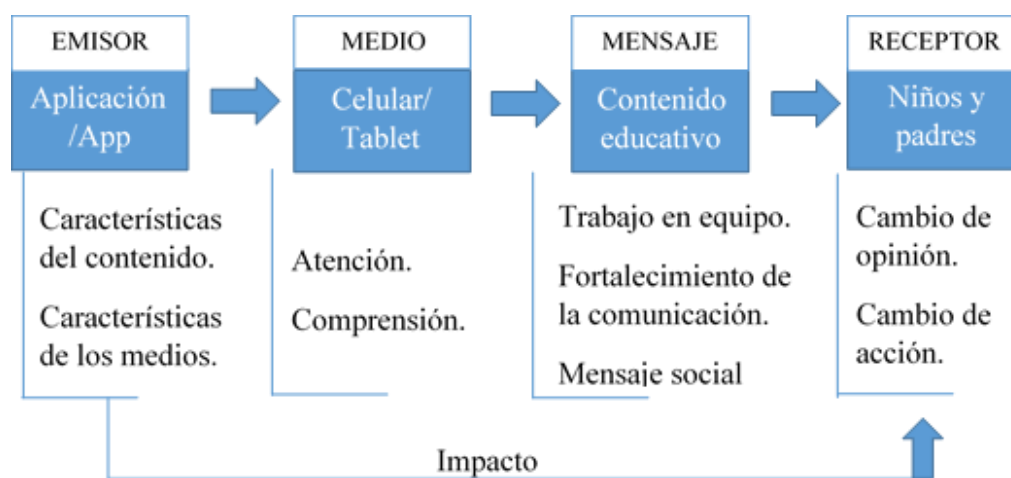 EMISOR
Aplicación
/App
Características
del contenido.
Características
de los medios.
MEDIO
Celular/
Tablet
Atención.
Comprensión.
MENSAJE
Contenido
educativo
Trabajo en equipo.
Fortalecimiento de
la comunicación.
Mensaje social
RECEPTOR
Niños y
padres
Cambio de
opinión.
Cambio de
acción.
Impacto